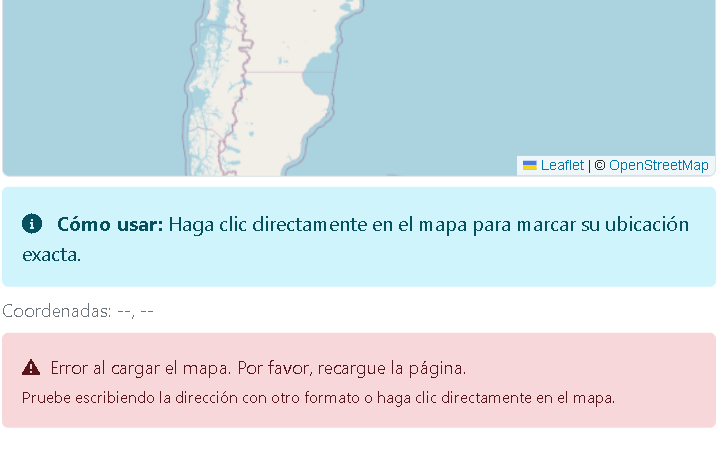 Leaflet | © OpenStreetMap
Cómo usar: Haga clic directamente en el mapa para marcar su ubicación
exacta.
Coordenadas: --, --
Error al cargar el mapa. Por favor, recargue la página.
Pruebe escribiendo la dirección con otro formato o haga clic directamente en el mapa.